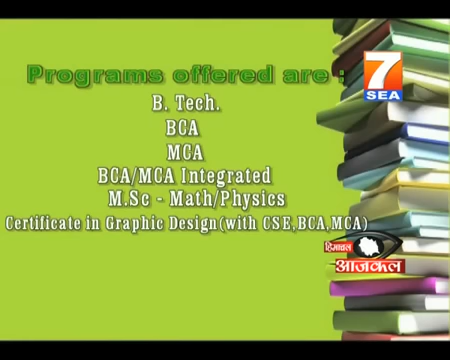 Programs offered are :
7
SEA
B. Tech.
BCA
MCA
BCA/MCA Integrated
M.Sc - Math/Physics
Certificate in Graphic Design(with CSE,BCA,MCA)
हिमाचल
आजकल